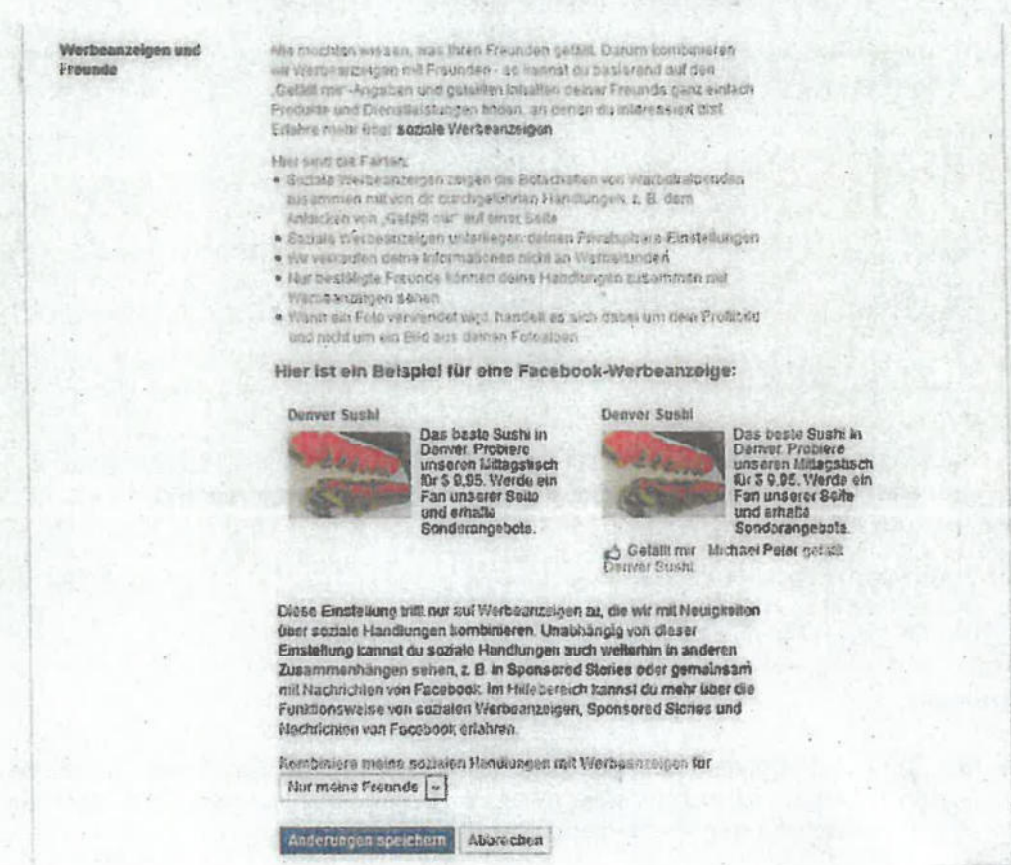 Werbeanzeigen und
Freunde
Alle möchten wissen, was ihren Freunden gefällt. Darum kombinieren
wir Werbeanzeigen mit Freunden - so kannst du basierend auf den
„Gefällt mir“-Angaben und geteilten Inhalten deiner Freunde ganz einfach
Produkte und Dienstleistungen finden, an denen du interessiert bist.
Erfahre mehr über soziale Werbeanzeigen
Hier sind die Fakten:
• Soziale Werbeanzeigen zeigen die Botschaften von Werbetreibenden
zusammen mit von dir durchgeführten Handlungen, z. B. dem
Anklicken von „Gefällt mir“ auf einer Seite
• Soziale Werbeanzeigen unterliegen deinen Privatsphäre-Einstellungen
• Wir verkaufen deine Informationen nicht an Werbekunden
• Nur bestätigte Freunde können deine Handlungen zusammen mit
Werbeanzeigen sehen
• Wenn ein Foto verwendet wird, handelt es sich dabei um dein Profilbild
und nicht um ein Bild aus deinen Fotoalben
Hier ist ein Beispiel für eine Facebook-Werbeanzeige:
Denver Sushi
Das beste Sushi in
Denver. Probiere
unseren Mittagstisch
für $ 9.95. Werde ein
Fan unserer Seite
und erhalte
Sonderangebote.
Denver Sushi
Das beste Sushi in
Denver. Probiere
unseren Mittagstisch
für $ 9.95. Werde ein
Fan unserer Seite
und erhalte
Sonderangebote.
Gefällt mir Michael Peter gefällt
Denver Sushi
Diese Einstellung trifft nur auf Werbeanzeigen zu, die wir mit Neuigkeiten
über soziale Handlungen kombinieren. Unabhängig von dieser
Einstellung kannst du soziale Handlungen auch weiterhin in anderen
Zusammenhängen sehen, z. B. in Sponsored Stories oder gemeinsam
mit Nachrichten von Facebook. Im Hilfebereich kannst du mehr über die
Funktionsweise von sozialen Werbeanzeigen, Sponsored Stories und
Nachrichten von Facebook erfahren.
Kombiniere meine sozialen Handlungen mit Werbeanzeigen für
Nur meine Freunde
Änderungen speichern Abbrechen